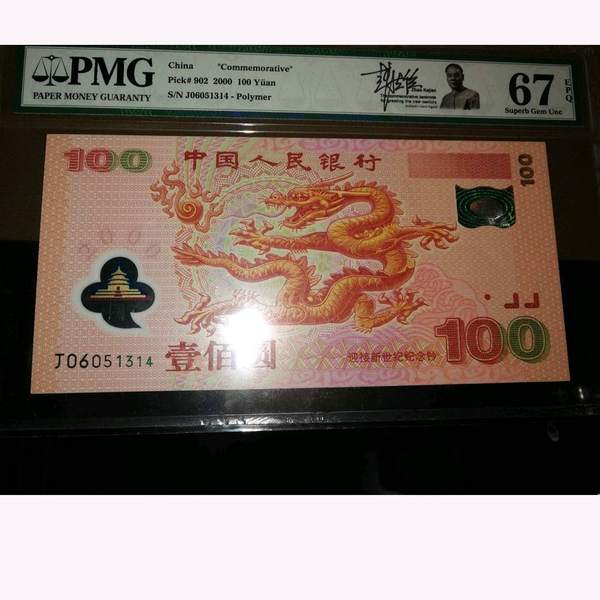 PMG
PAPER MONEY GUARANTY
China "Commemorative"
Pick# 902 2000 100 Yüan
S/N J06051314 - Polymer
67
EPQ
Superb Gem Unc
100
中国人民银行
100
2000
J06051314
壹佰圆
迎接新世纪纪念钞
100